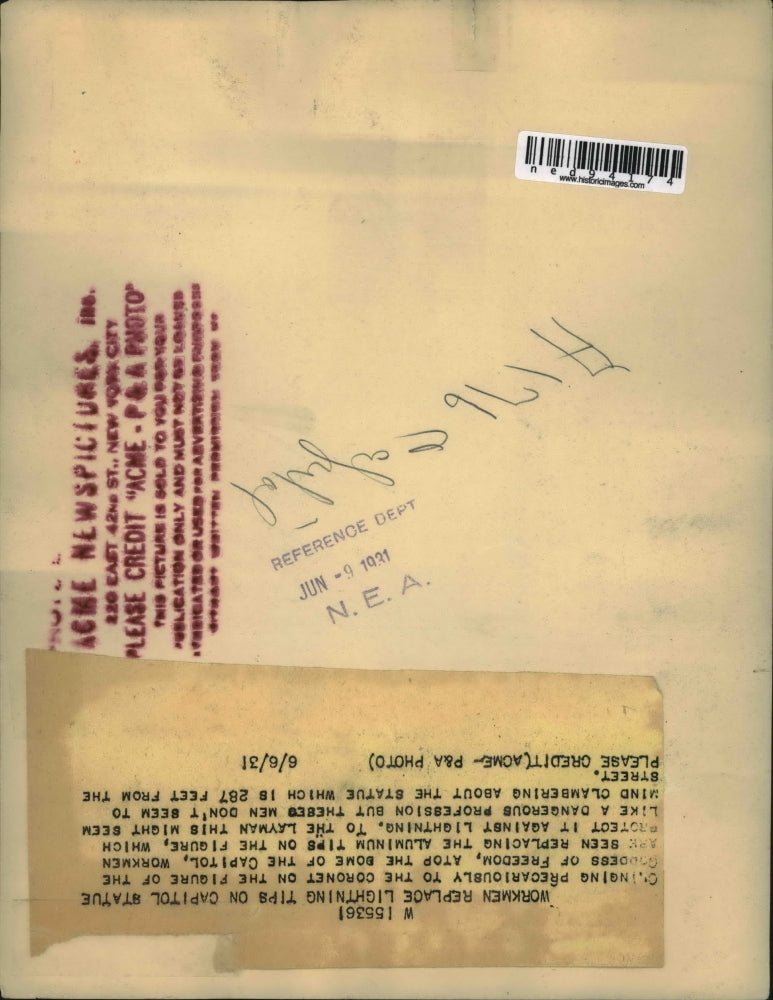 ned94174
www.historicimages.com
ACME NEWSPICTURES, INC.
220 EAST 42ND ST., NEW YORK CITY
PLEASE CREDIT "ACME - P&A PHOTO"
THIS PICTURE IS SOLD TO YOU FOR YOUR
PUBLICATION ONLY AND MUST NOT BE LOANED
SYNDICATED OR USED FOR ADVERTISING PURPOSES
WITHOUT WRITTEN PERMISSION FROM US
176 Capitol
REFERENCE DEPT
JUN -9 1931
N. E. A.
W 155361
WORKMEN REPLACE LIGHTNING TIPS ON CAPITOL STATUE
CLINGING PRECARIOUSLY TO THE CORONET ON THE FIGURE OF THE
GODDESS OF FREEDOM, ATOP THE DOME OF THE CAPITOL, WORKMEN
ARE SEEN REPLACING THE ALUMINUM TIPS ON THE FIGURE, WHICH
PROTECT IT AGAINST LIGHTNING. TO THE LAYMAN THIS MIGHT SEEM
LIKE A DANGEROUS PROFESSION BUT THESES MEN DON'T SEEM TO
MIND CLAMBERING ABOUT THE STATUE WHICH IS 287 FEET FROM THE
STREET.
PLEASE CREDIT(ACME-P&A PHOTO) 6/6/31